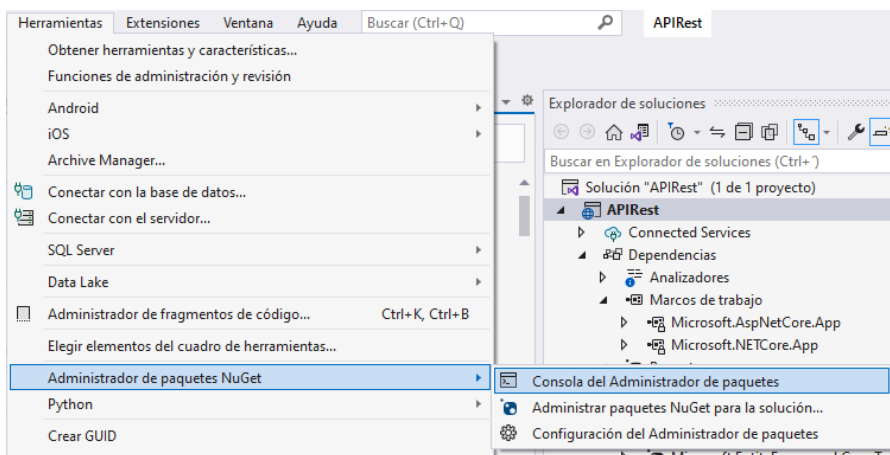 Herramientas Extensiones Ventana Ayuda Buscar (Ctrl+Q) APIRest
Obtener herramientas y características...
Funciones de administración y revisión
Android
iOS
Archive Manager...
Conectar con la base de datos...
Conectar con el servidor...
SQL Server
Data Lake
Administrador de fragmentos de código... Ctrl+K, Ctrl+B
Elegir elementos del cuadro de herramientas...
Administrador de paquetes NuGet
Python
Crear GUID
Consola del Administrador de paquetes
Administrar paquetes NuGet para la solución...
Configuración del Administrador de paquetes
Explorador de soluciones
Buscar en Explorador de soluciones (Ctrl+´)
Solución "APIRest" (1 de 1 proyecto)
APIRest
Connected Services
Dependencias
Analizadores
Marcos de trabajo
Microsoft.AspNetCore.App
Microsoft.NETCore.App